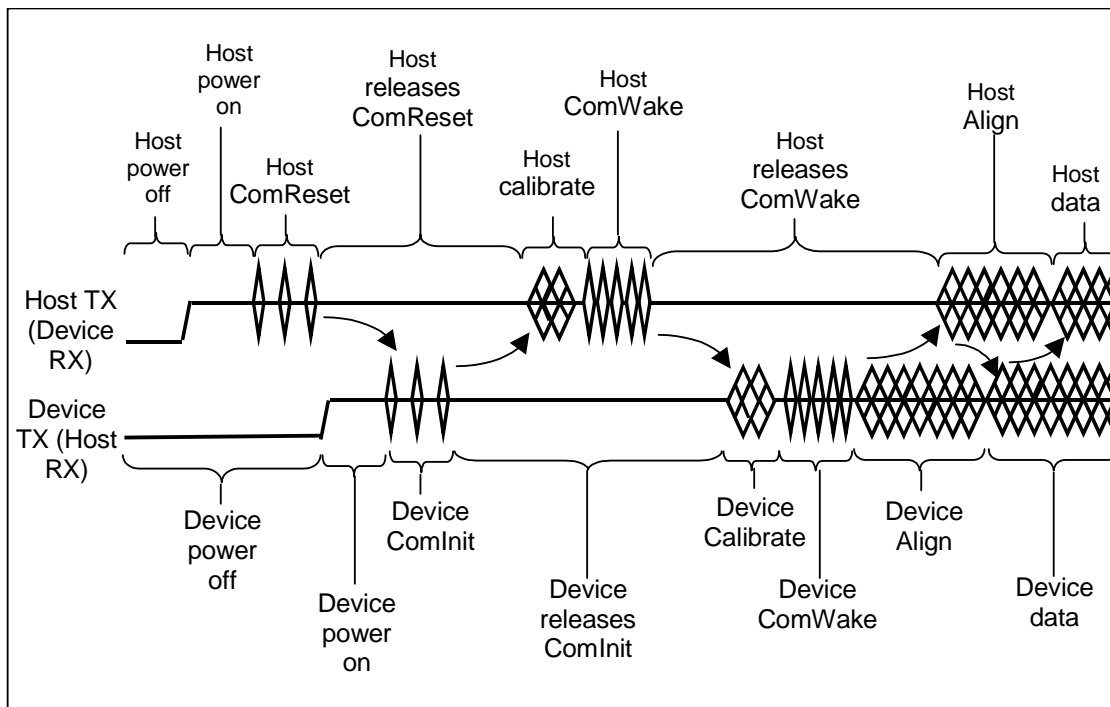 Host
power
off
Host
power
on
Host
ComReset
Host
releases
ComReset
Host
calibrate
Host
ComWake
Host
releases
ComWake
Host
Align
Host
data
Host TX
(Device
RX)
Device
TX (Host
RX)
Device
power
off
Device
power
on
Device
ComInit
Device
releases
ComInit
Device
Calibrate
Device
ComWake
Device
Align
Device
data